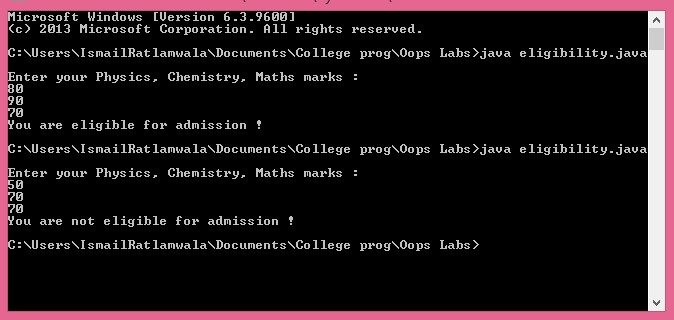 Microsoft Windows [Version 6.3.9600]
(c) 2013 Microsoft Corporation. All rights reserved.
C:\Users\IsmailRatlamwala\Documents\College prog\Oops Labs>java eligibility.java
Enter your Physics, Chemistry, Maths marks :
80
90
70
You are eligible for admission !
C:\Users\IsmailRatlamwala\Documents\College prog\Oops Labs>java eligibility.java
Enter your Physics, Chemistry, Maths marks :
50
70
70
You are not eligible for admission !
C:\Users\IsmailRatlamwala\Documents\College prog\Oops Labs>